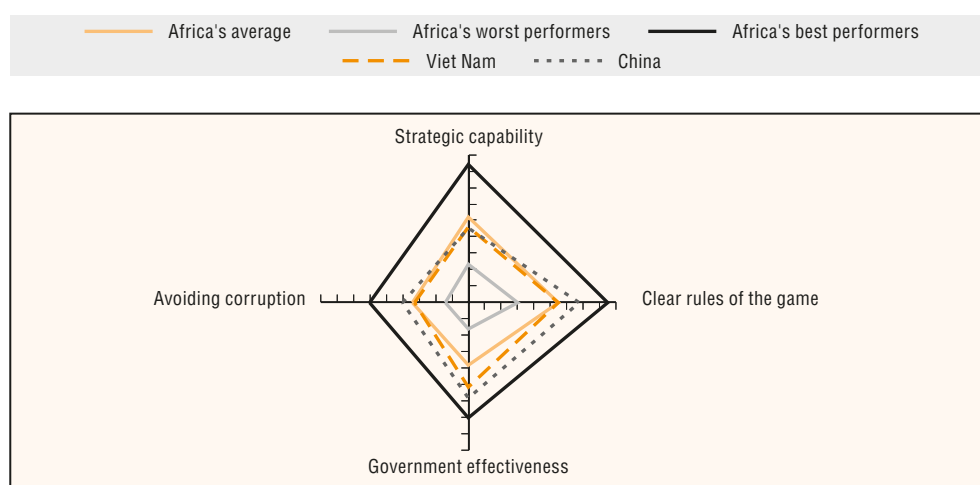 Africa's average Africa's worst performers Africa's best performers
Viet Nam China
Strategic capability
Avoiding corruption Clear rules of the game
Government effectiveness